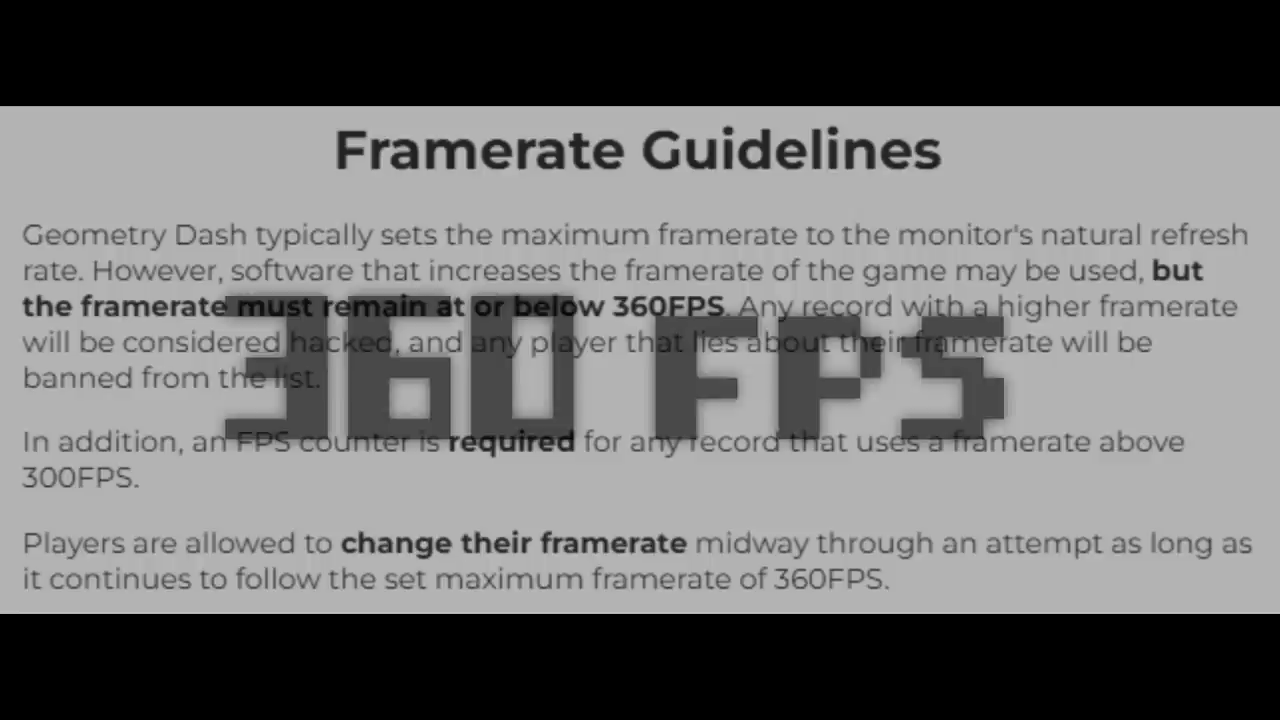 Framerate Guidelines
Geometry Dash typically sets the maximum framerate to the monitor's natural refresh
rate. However, software that increases the framerate of the game may be used, but
the framerate must remain at or below 360FPS. Any record with a higher framerate
will be considered hacked, and any player that lies about their framerate will be
banned from the list.
360 FPS
In addition, an FPS counter is required for any record that uses a framerate above
300FPS.
Players are allowed to change their framerate midway through an attempt as long as
it continues to follow the set maximum framerate of 360FPS.